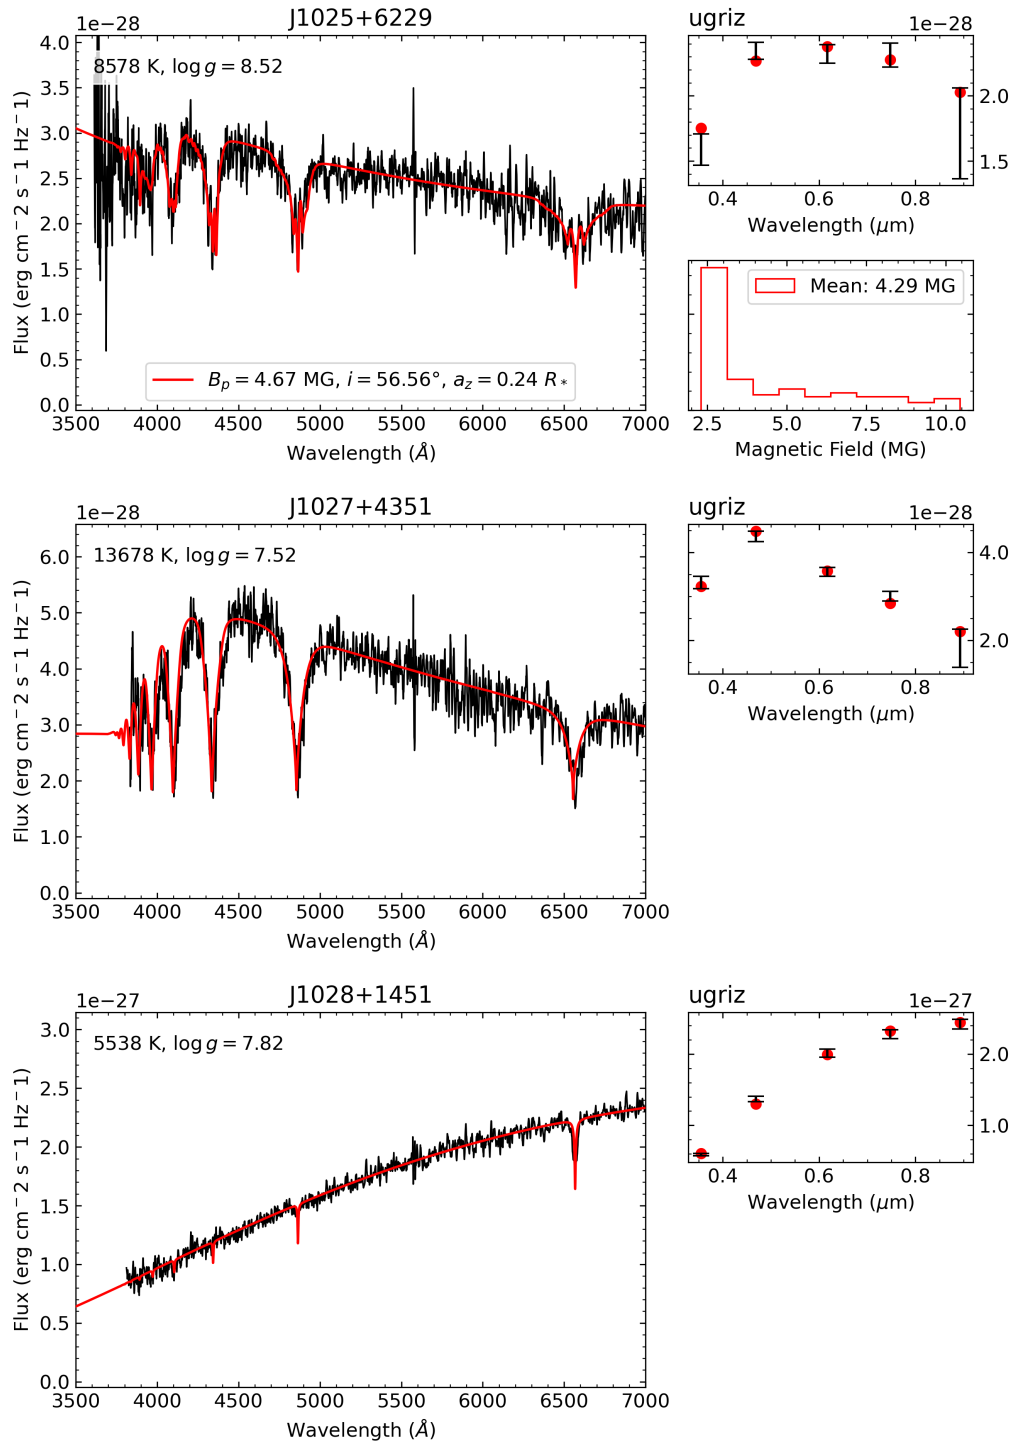 1e−28
J1025+6229
8578 K, log g = 8.52
4.0
3.5
3.0
2.5
2.0
1.5
1.0
0.5
0.0
Flux (erg cm−2 s−1 Hz−1)
B_p = 4.67 MG, i = 56.56°, a_z = 0.24 R_*
3500 4000 4500 5000 5500 6000 6500 7000
Wavelength (Å)
ugriz
1e−28
2.0
1.5
0.4 0.6 0.8
Wavelength (μm)
Mean: 4.29 MG
2.5 5.0 7.5 10.0
Magnetic Field (MG)
1e−28
J1027+4351
13678 K, log g = 7.52
6.0
5.0
4.0
3.0
2.0
1.0
0.0
Flux (erg cm−2 s−1 Hz−1)
3500 4000 4500 5000 5500 6000 6500 7000
Wavelength (Å)
ugriz
1e−28
4.0
2.0
0.4 0.6 0.8
Wavelength (μm)
1e−27
J1028+1451
5538 K, log g = 7.82
3.0
2.5
2.0
1.5
1.0
0.5
0.0
Flux (erg cm−2 s−1 Hz−1)
3500 4000 4500 5000 5500 6000 6500 7000
Wavelength (Å)
ugriz
1e−27
2.0
1.0
0.4 0.6 0.8
Wavelength (μm)